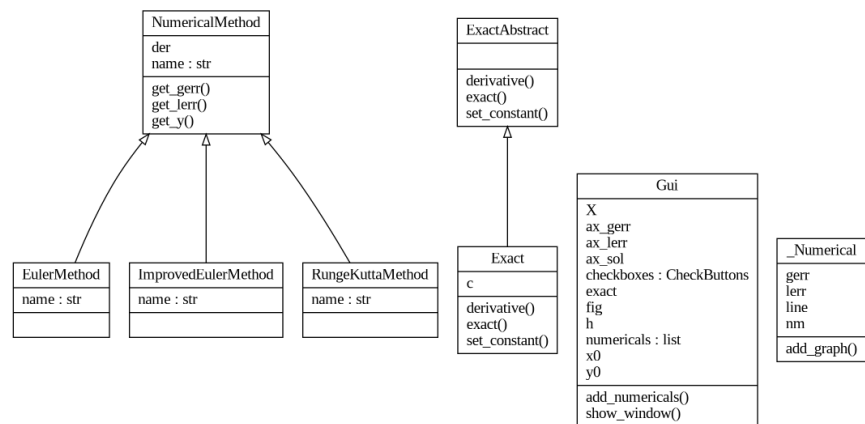 NumericalMethod
der
name : str
get_gerr()
get_lerr()
get_y()
ExactAbstract
derivative()
exact()
set_constant()
EulerMethod
name : str
ImprovedEulerMethod
name : str
RungeKuttaMethod
name : str
Exact
c
derivative()
exact()
set_constant()
Gui
X
ax_gerr
ax_lerr
ax_sol
checkboxes : CheckButtons
exact
fig
h
numericals : list
x0
y0
add_numericals()
show_window()
_Numerical
gerr
lerr
line
nm
add_graph()